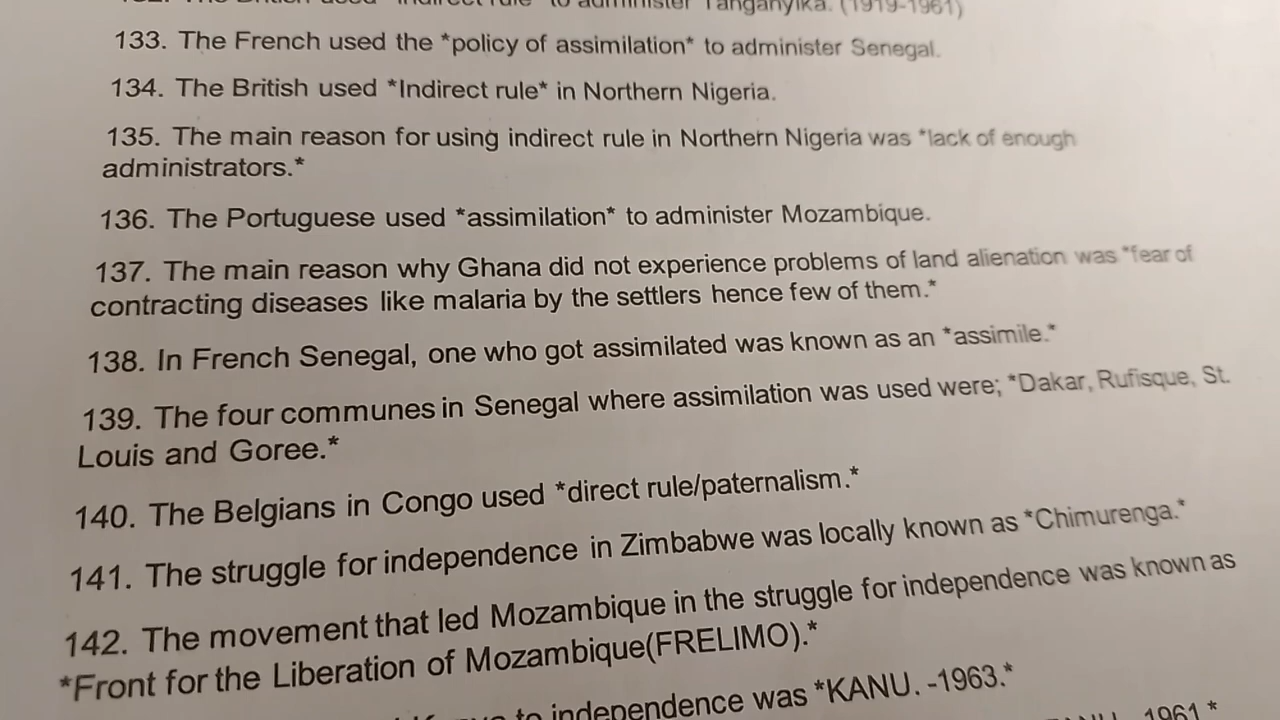 The British used *indirect rule* to administer Tanganyika. (1919-1961)
133. The French used the *policy of assimilation* to administer Senegal.
134. The British used *Indirect rule* in Northern Nigeria.
135. The main reason for using indirect rule in Northern Nigeria was *lack of enough
administrators.*
136. The Portuguese used *assimilation* to administer Mozambique.
137. The main reason why Ghana did not experience problems of land alienation was *fear of
contracting diseases like malaria by the settlers hence few of them.*
138. In French Senegal, one who got assimilated was known as an *assimile.*
139. The four communes in Senegal where assimilation was used were; *Dakar, Rufisque, St.
Louis and Goree.*
140. The Belgians in Congo used *direct rule/paternalism.*
141. The struggle for independence in Zimbabwe was locally known as *Chimurenga.*
142. The movement that led Mozambique in the struggle for independence was known as
*Front for the Liberation of Mozambique(FRELIMO).*
to independence was *KANU. -1963.*
1961.*